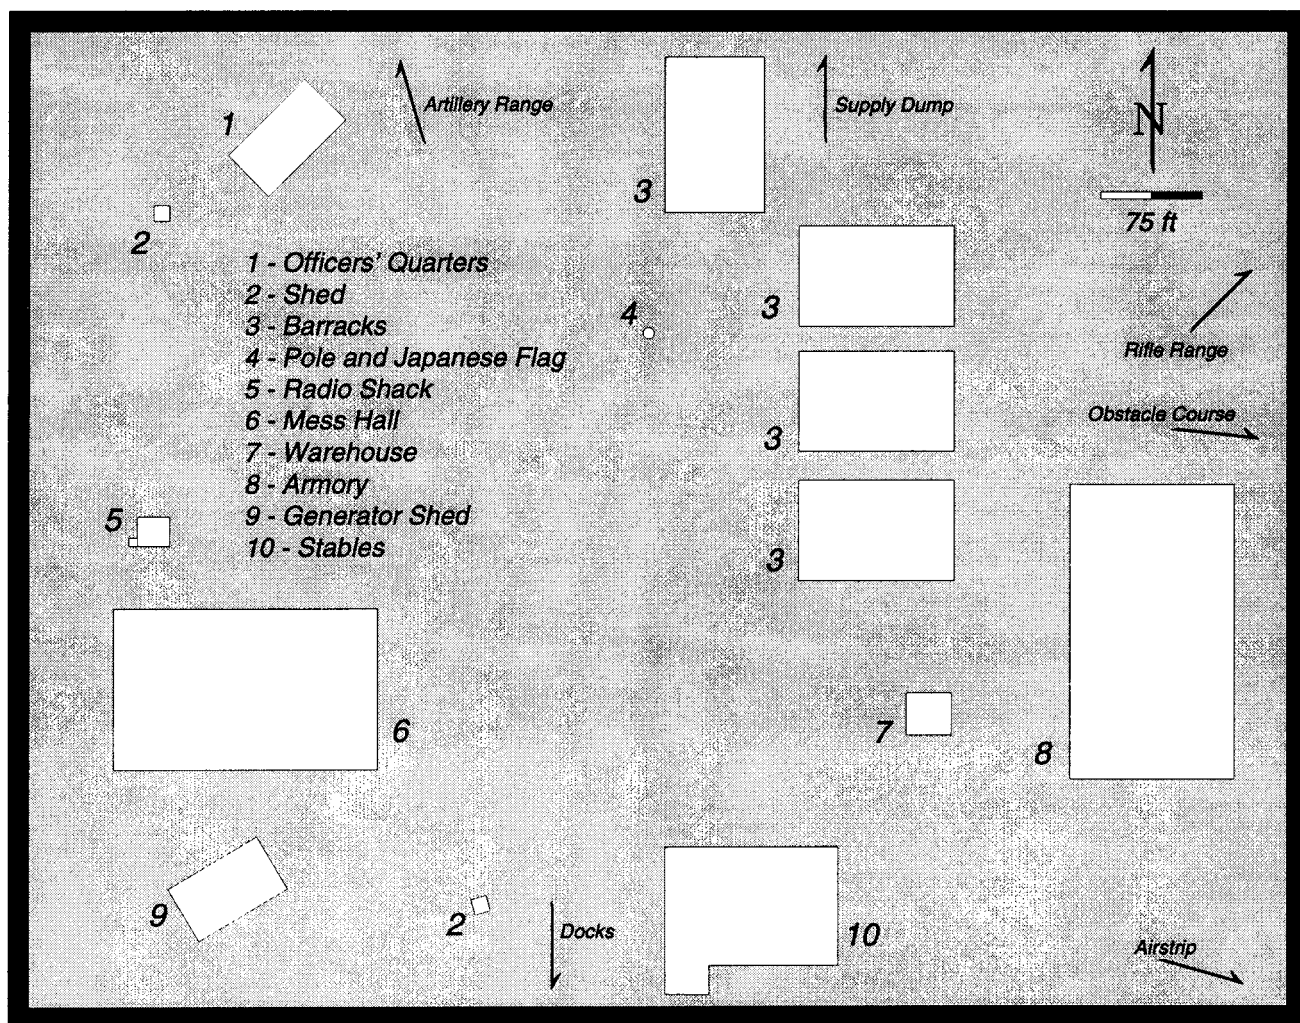 Artillery Range
Supply Dump
1
N
3
2
75 ft
1 - Officers' Quarters
2 - Shed
3 - Barracks
4 - Pole and Japanese Flag
5 - Radio Shack
6 - Mess Hall
7 - Warehouse
8 - Armory
9 - Generator Shed
10 - Stables
4
3
Rifle Range
Obstacle Course
3
5
3
6
7
8
9
2
Docks
10
Airstrip